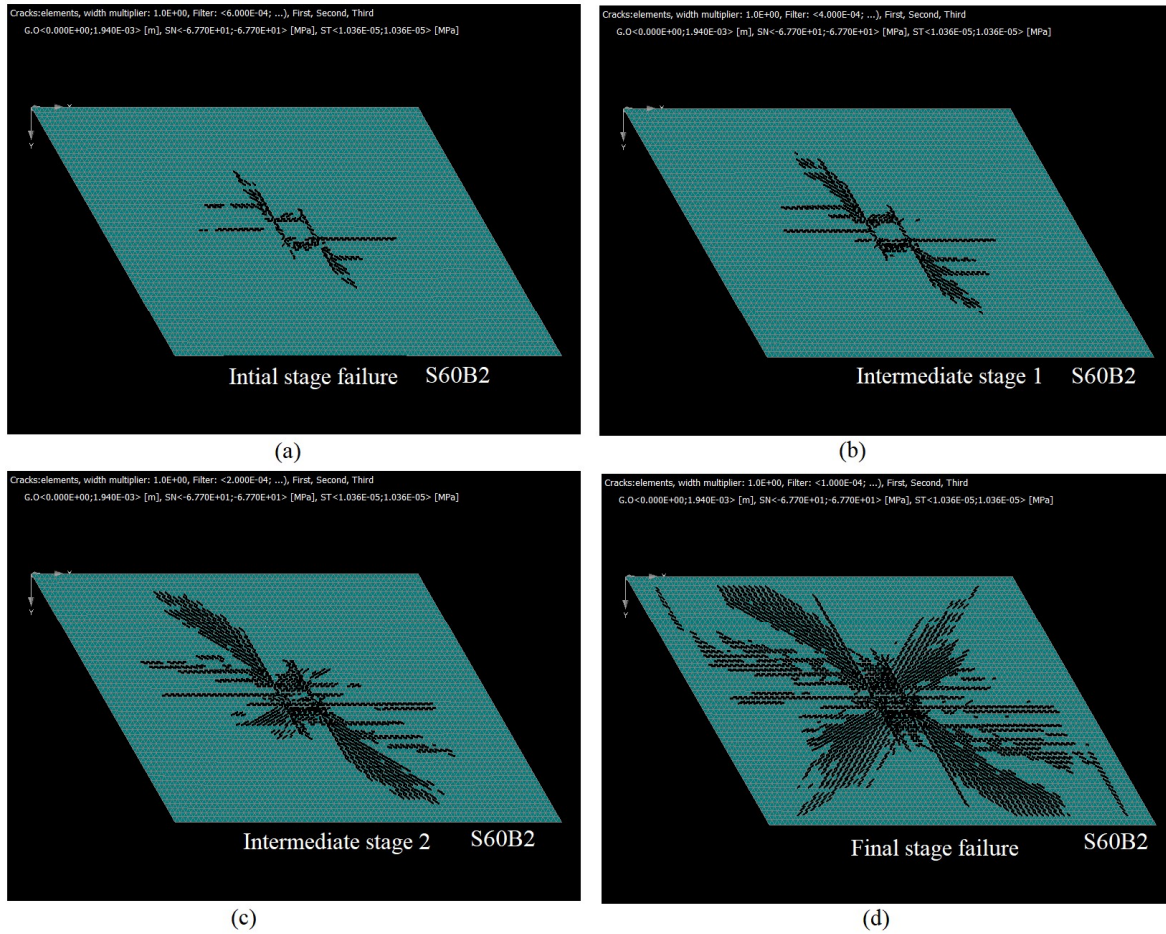 Cracks:elements, width multiplier: 1.0E+00, Filter: <6.000E-04; ...), First, Second, Third
G.O<0.000E+00;1.940E-03> [m], SN<-6.770E+01;-6.770E+01> [MPa], ST<1.036E-05;1.036E-05> [MPa]
X
Y
Intial stage failure S60B2
(a)
Cracks:elements, width multiplier: 1.0E+00, Filter: <4.000E-04; ...), First, Second, Third
G.O<0.000E+00;1.940E-03> [m], SN<-6.770E+01;-6.770E+01> [MPa], ST<1.036E-05;1.036E-05> [MPa]
X
Y
Intermediate stage 1 S60B2
(b)
Cracks:elements, width multiplier: 1.0E+00, Filter: <2.000E-04; ...), First, Second, Third
G.O<0.000E+00;1.940E-03> [m], SN<-6.770E+01;-6.770E+01> [MPa], ST<1.036E-05;1.036E-05> [MPa]
X
Y
Intermediate stage 2 S60B2
(c)
Cracks:elements, width multiplier: 1.0E+00, Filter: <1.000E-04; ...), First, Second, Third
G.O<0.000E+00;1.940E-03> [m], SN<-6.770E+01;-6.770E+01> [MPa], ST<1.036E-05;1.036E-05> [MPa]
X
Y
Final stage failure S60B2
(d)